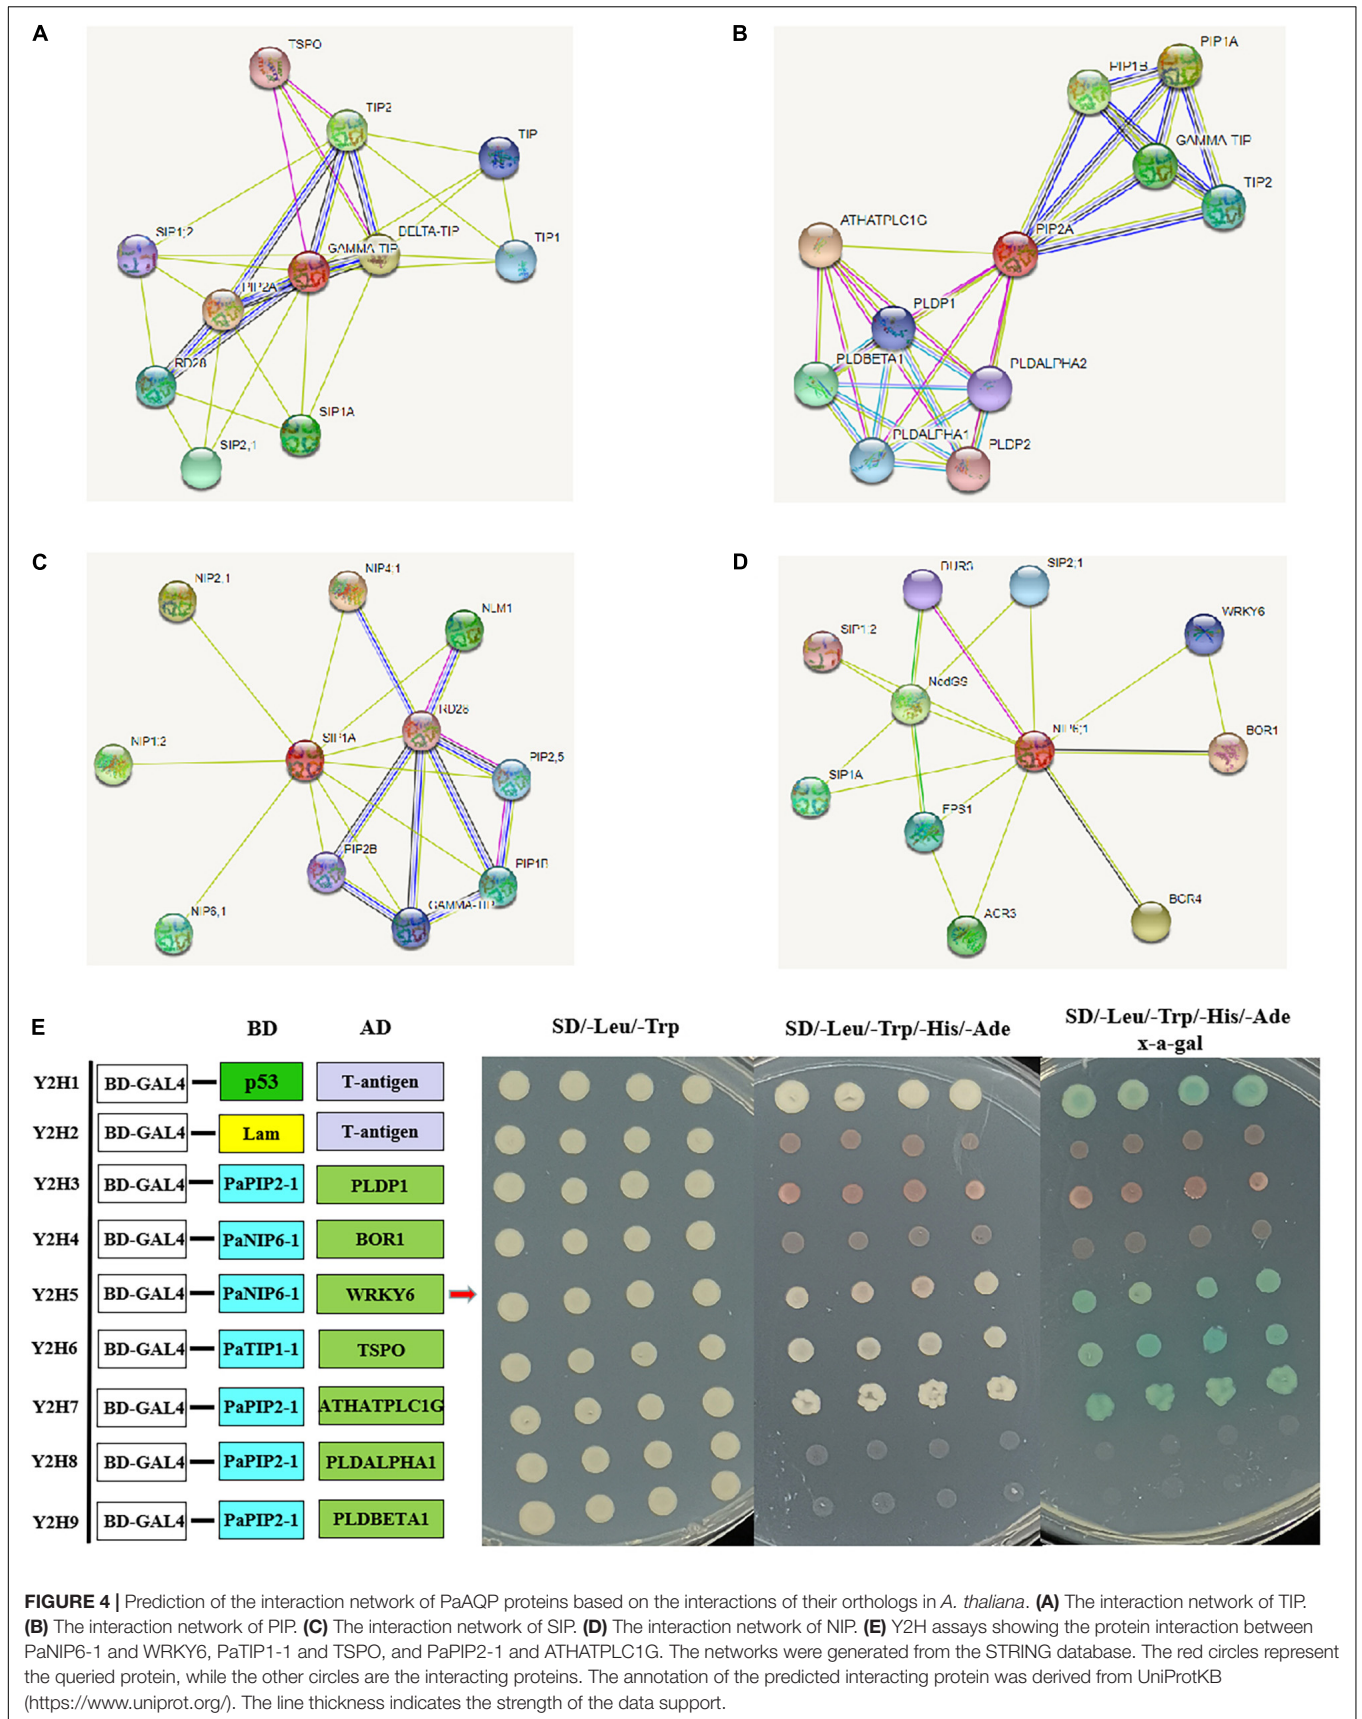 A
TSPO
TIP2
TIP
SIP1;2
DELTA-TIP
GAMMA-TIP
TIP1
PIP2A
RD28
SIP1A
SIP2;1
B
PIP1A
PIP1B
GAMMA-TIP
TIP2
ATHATPLC1G
PIP2A
PLDP1
PLDBETA1
PLDALPHA2
PLDALPHA1
PLDP2
C
NIP2;1
NIP4;1
NLM1
RD28
SIP1A
NIP1;2
PIP2;5
PIP2B
PIP1B
GAMMA-TIP
NIP6;1
D
DUR3
SIP2;1
WRKY6
SIP1;2
NodGS
NIP6;1
BOR1
SIP1A
FPS1
ACR3
BOR4
E
BD AD SD/-Leu/-Trp SD/-Leu/-Trp/-His/-Ade SD/-Leu/-Trp/-His/-Ade
x-a-gal
Y2H1 BD-GAL4 p53 T-antigen
Y2H2 BD-GAL4 Lam T-antigen
Y2H3 BD-GAL4 PaPIP2-1 PLDP1
Y2H4 BD-GAL4 PaNIP6-1 BOR1
Y2H5 BD-GAL4 PaNIP6-1 WRKY6
Y2H6 BD-GAL4 PaTIP1-1 TSPO
Y2H7 BD-GAL4 PaPIP2-1 ATHATPLC1G
Y2H8 BD-GAL4 PaPIP2-1 PLDALPHA1
Y2H9 BD-GAL4 PaPIP2-1 PLDBETA1
FIGURE 4 | Prediction of the interaction network of PaAQP proteins based on the interactions of their orthologs in A. thaliana. (A) The interaction network of TIP.
(B) The interaction network of PIP. (C) The interaction network of SIP. (D) The interaction network of NIP. (E) Y2H assays showing the protein interaction between
PaNIP6-1 and WRKY6, PaTIP1-1 and TSPO, and PaPIP2-1 and ATHATPLC1G. The networks were generated from the STRING database. The red circles represent
the queried protein, while the other circles are the interacting proteins. The annotation of the predicted interacting protein was derived from UniProtKB
(https://www.uniprot.org/). The line thickness indicates the strength of the data support.